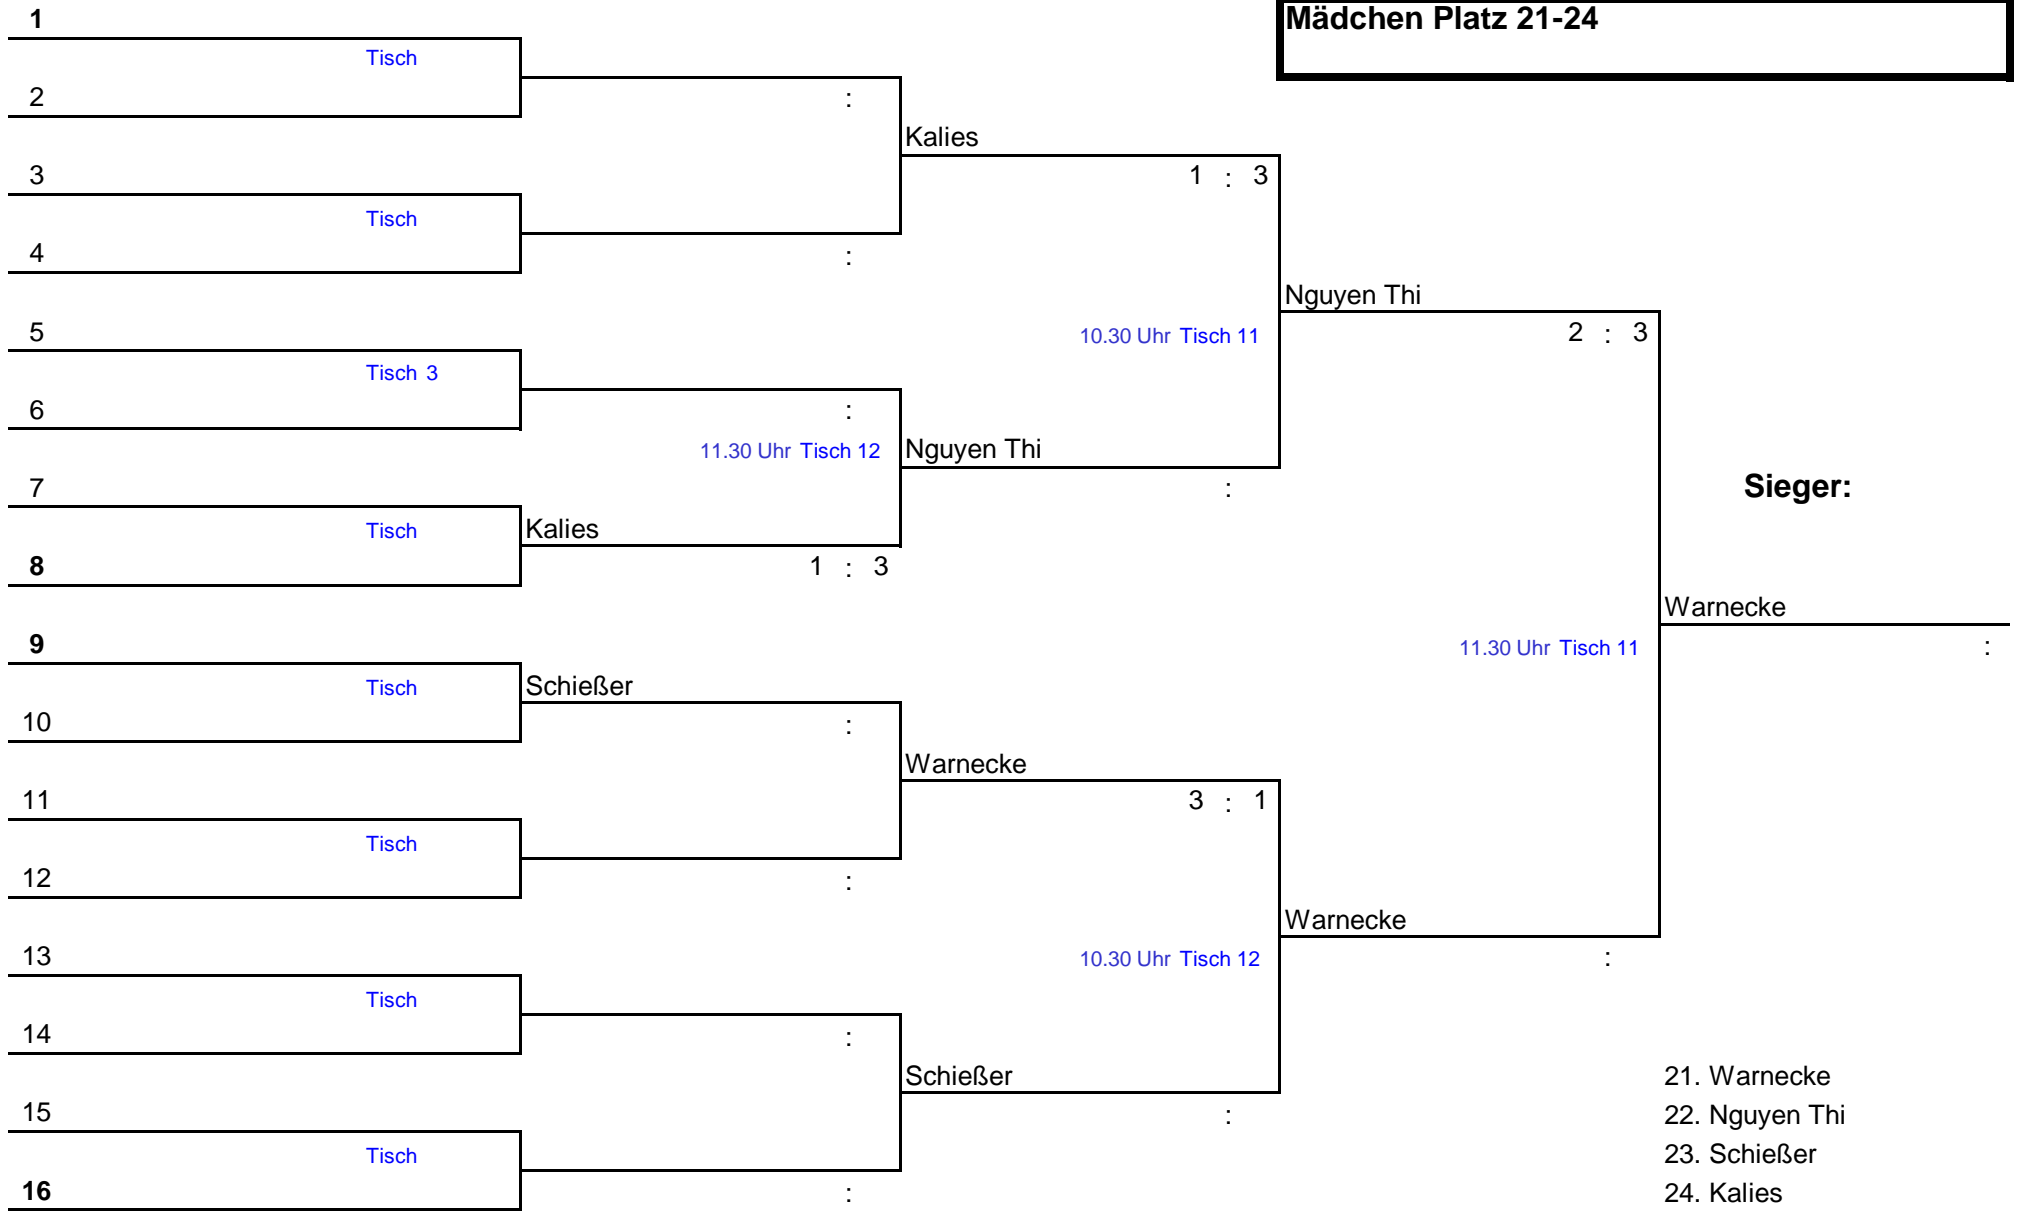 Mädchen Platz 21-24
1
Tisch
2
:
Kalies
3
1 : 3
Tisch
4
:
Nguyen Thi
5
10.30 Uhr Tisch 11
2 : 3
Tisch 3
6
:
11.30 Uhr Tisch 12
Nguyen Thi
7
:
Sieger:
Tisch
Kalies
8
1 : 3
Warnecke
9
11.30 Uhr Tisch 11
:
Tisch
Schießer
10
:
Warnecke
11
3 : 1
Tisch
12
:
Warnecke
13
10.30 Uhr Tisch 12
:
Tisch
14
:
Schießer
21. Warnecke
15
:
22. Nguyen Thi
Tisch
23. Schießer
16
:
24. Kalies